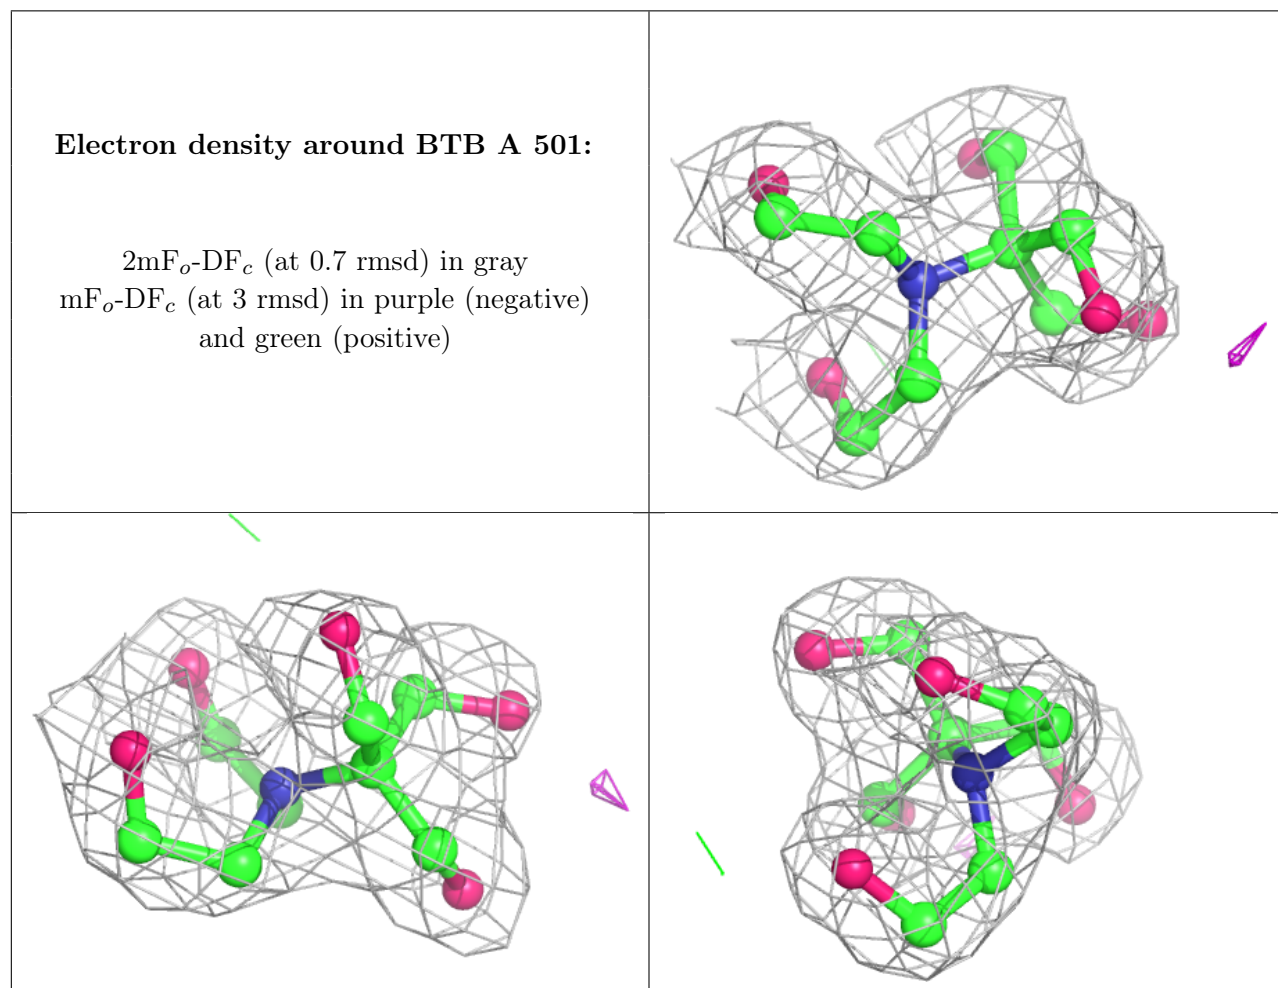 Electron density around BTB A 501:
2mFₒ-DF𝒸 (at 0.7 rmsd) in gray
mFₒ-DF𝒸 (at 3 rmsd) in purple (negative)
and green (positive)